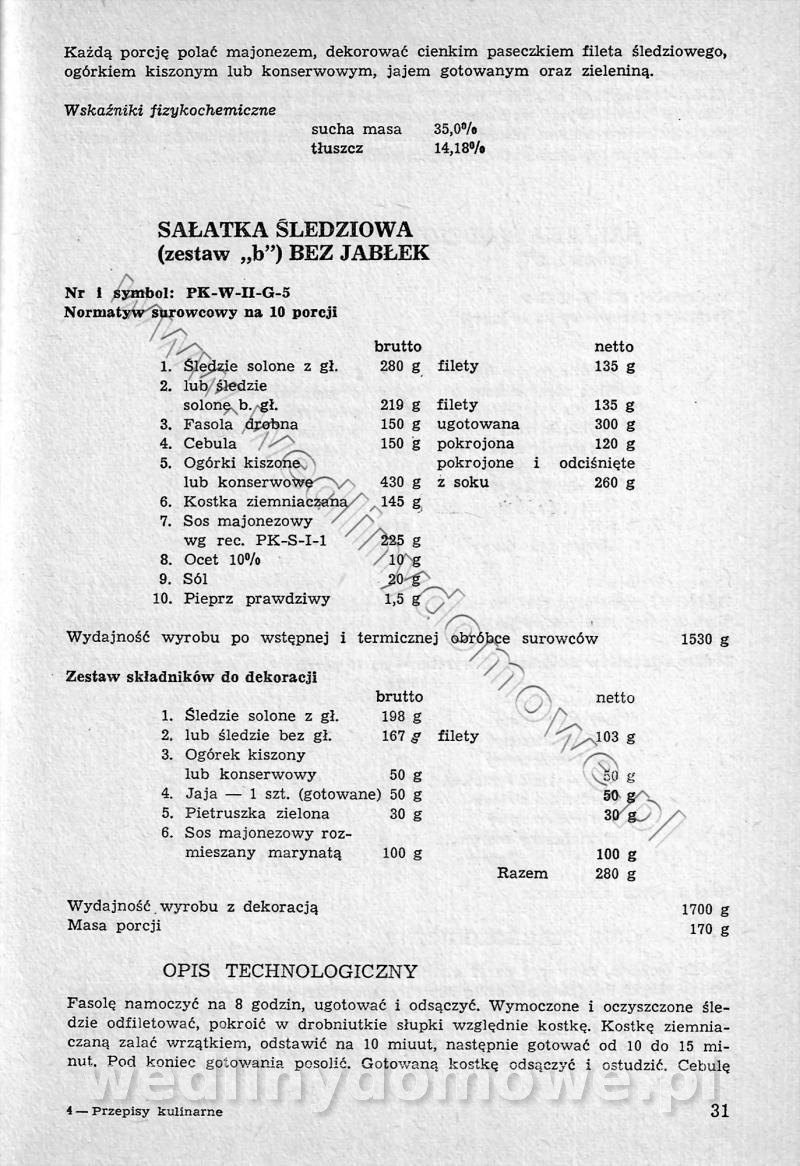 Każdą porcję polać majonezem, dekorować cienkim paseczkiem fileta śledziowego,
ogórkiem kiszonym lub konserwowym, jajem gotowanym oraz zieleniną.
Wskaźniki fizykochemiczne
sucha masa 35,0%
tłuszcz 14,18%
SAŁATKA ŚLEDZIOWA
(zestaw „b”) BEZ JABŁEK
Nr i symbol: PK-W-II-G-5
Normatyw surowcowy na 10 porcji
brutto netto
1. Śledzie solone z gł. 280 g filety 135 g
2. lub śledzie
solone b. gł. 219 g filety 135 g
3. Fasola drobna 150 g ugotowana 300 g
4. Cebula 150 g pokrojona 120 g
5. Ogórki kiszone pokrojone i odciśnięte
lub konserwowe 430 g z soku 260 g
6. Kostka ziemniaczana 145 g
7. Sos majonezowy
wg rec. PK-S-I-1 225 g
8. Ocet 10% 10 g
9. Sól 20 g
10. Pieprz prawdziwy 1,5 g
Wydajność wyrobu po wstępnej i termicznej obróbce surowców 1530 g
Zestaw składników do dekoracji
brutto netto
1. Śledzie solone z gł. 198 g
2. lub śledzie bez gł. 167 g filety 103 g
3. Ogórek kiszony
lub konserwowy 50 g 50 g
4. Jaja — 1 szt. (gotowane) 50 g 50 g
5. Pietruszka zielona 30 g 30 g
6. Sos majonezowy roz-
mieszany marynatą 100 g 100 g
Razem 280 g
Wydajność wyrobu z dekoracją 1700 g
Masa porcji 170 g
OPIS TECHNOLOGICZNY
Fasolę namoczyć na 8 godzin, ugotować i odsączyć. Wymoczone i oczyszczone śle-
dzie odfiletować, pokroić w drobniutkie słupki względnie kostkę. Kostkę ziemnia-
czaną zalać wrzątkiem, odstawić na 10 miuut, następnie gotować od 10 do 15 mi-
nut. Pod koniec gotowania posolić. Gotowaną kostkę odsączyć i ostudzić. Cebulę
4 — Przepisy kulinarne 31
www.wedlinydomowe.pl
wedlinydomowe.pl